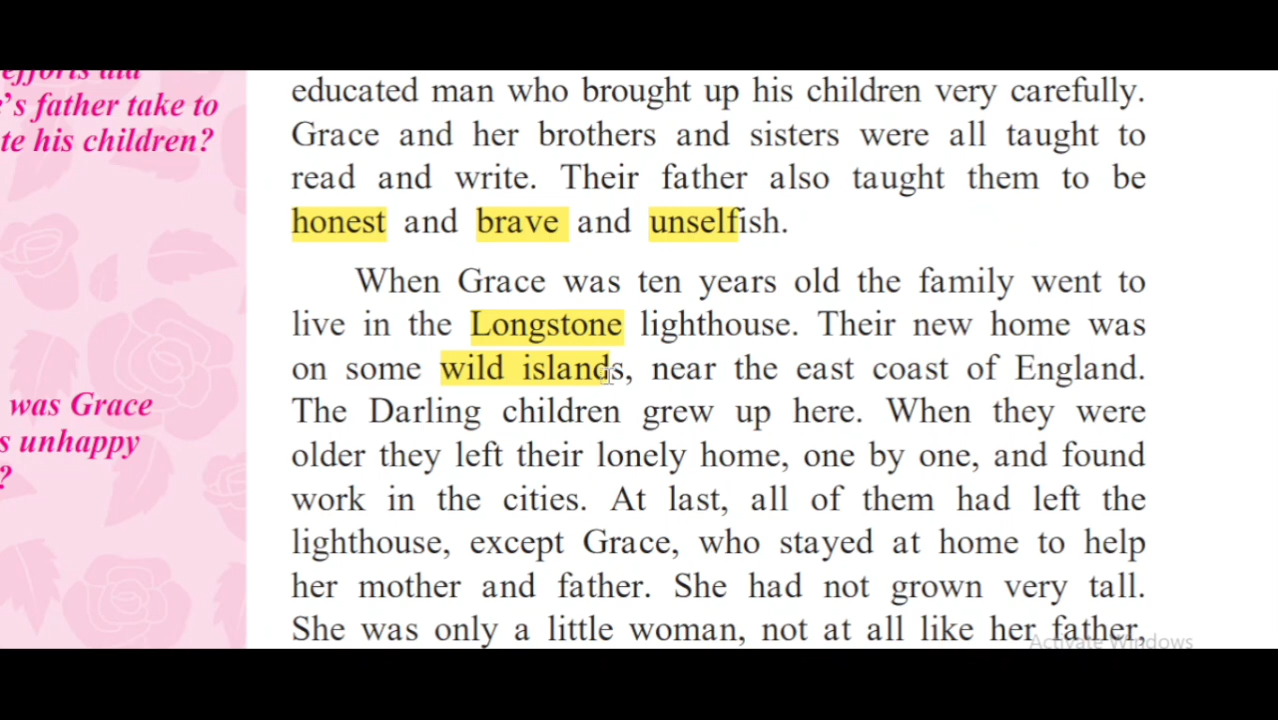 efforts did
e's father take to
te his children?
was Grace
s unhappy
?
educated man who brought up his children very carefully.
Grace and her brothers and sisters were all taught to
read and write. Their father also taught them to be
honest and brave and unselfish.
When Grace was ten years old the family went to
live in the Longstone lighthouse. Their new home was
on some wild islands, near the east coast of England.
The Darling children grew up here. When they were
older they left their lonely home, one by one, and found
work in the cities. At last, all of them had left the
lighthouse, except Grace, who stayed at home to help
her mother and father. She had not grown very tall.
She was only a little woman, not at all like her father,
Activate Windows